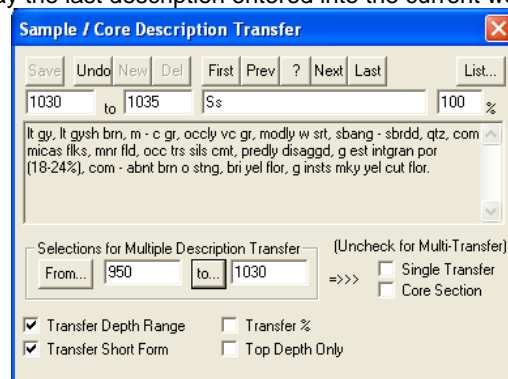 ay the last description entered into the current we
Sample / Core Description Transfer
Save Undo New Del First Prev ? Next Last List...
1030 to 1035 Ss 100 %
lt gy, lt gysh brn, m - c gr, occly vc gr, modly w srt, sbang - sbrdd, qtz, com
micas flks, mnr fld, occ trs sils cmt, predly disaggd, g est intgran por
(18-24%), com - abnt brn o stng, bri yel flor, g insts mky yel cut flor.
Selections for Multiple Description Transfer (Uncheck for Multi-Transfer)
From... 950 to... 1030 =>>> Single Transfer
Core Section
Transfer Depth Range Transfer %
Transfer Short Form Top Depth Only